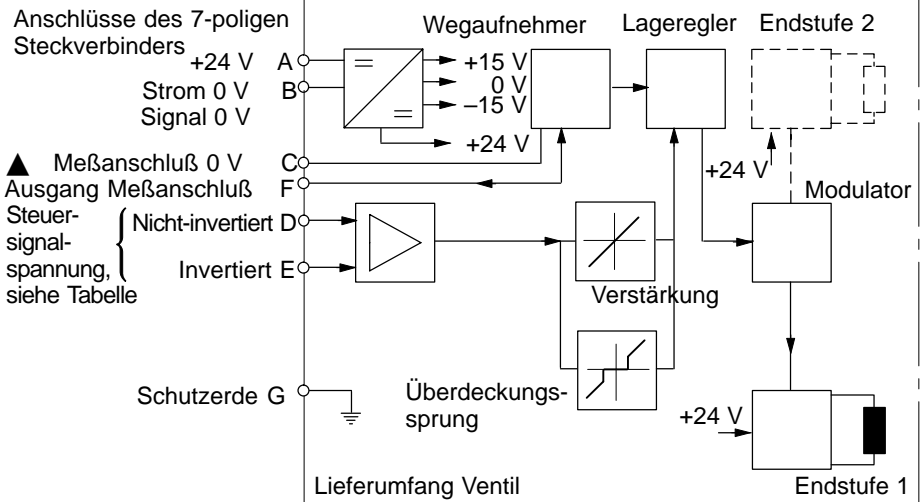 Anschlüsse des 7-poligen
Steckverbinders
Wegaufnehmer
Lageregler
Endstufe 2
+24 V A
Strom 0 V B
Signal 0 V
+15 V
0 V
–15 V
+24 V
+24 V
▲ Meßanschluß 0 V C
Ausgang Meßanschluß F
Modulator
Steuer-
signal-
spannung,
siehe Tabelle
Nicht-invertiert D
Invertiert E
Verstärkung
Schutzerde G
Überdeckungs-
sprung
+24 V
Lieferumfang Ventil
Endstufe 1